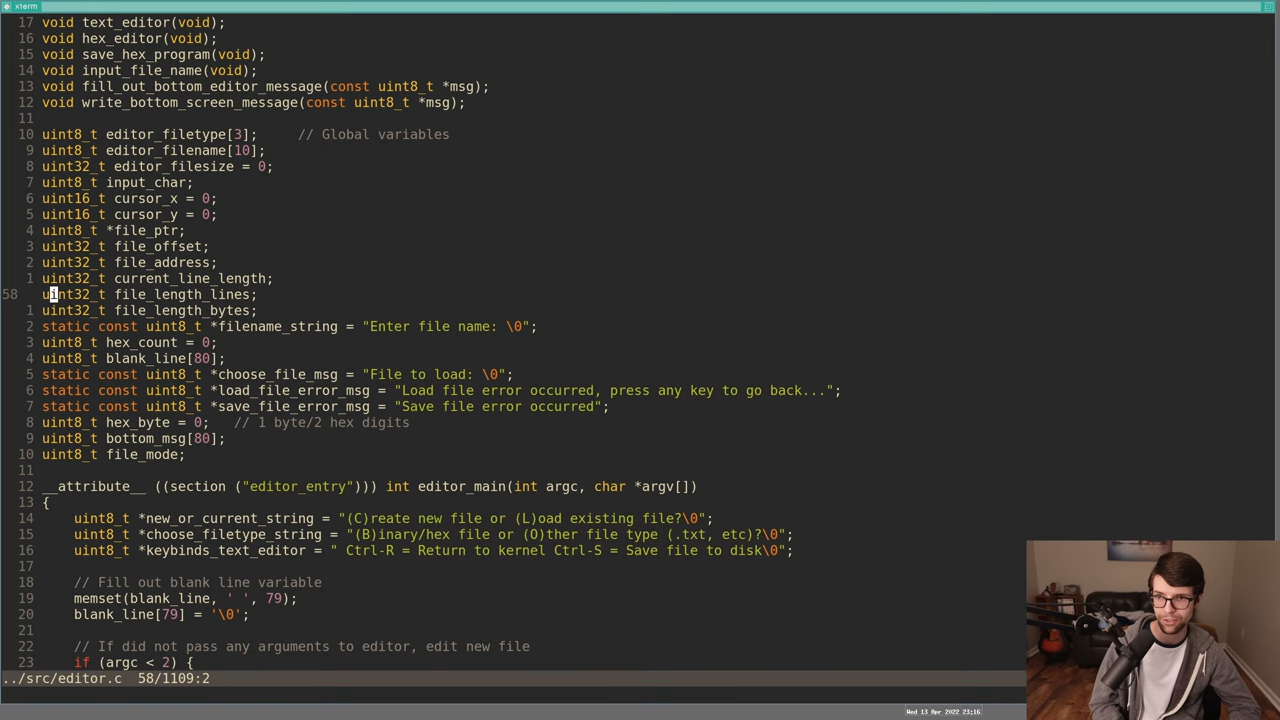 xterm
17 void text_editor(void);
16 void hex_editor(void);
15 void save_hex_program(void);
14 void input_file_name(void);
13 void fill_out_bottom_editor_message(const uint8_t *msg);
12 void write_bottom_screen_message(const uint8_t *msg);
11
10 uint8_t editor_filetype[3];     // Global variables
9 uint8_t editor_filename[10];
8 uint32_t editor_filesize = 0;
7 uint8_t input_char;
6 uint16_t cursor_x = 0;
5 uint16_t cursor_y = 0;
4 uint8_t *file_ptr;
3 uint32_t file_offset;
2 uint32_t file_address;
1 uint32_t current_line_length;
58 uint32_t file_length_lines;
1 uint32_t file_length_bytes;
2 static const uint8_t *filename_string = "Enter file name: \0";
3 uint8_t hex_count = 0;
4 uint8_t blank_line[80];
5 static const uint8_t *choose_file_msg = "File to load: \0";
6 static const uint8_t *load_file_error_msg = "Load file error occurred, press any key to go back...";
7 static const uint8_t *save_file_error_msg = "Save file error occurred";
8 uint8_t hex_byte = 0;   // 1 byte/2 hex digits
9 uint8_t bottom_msg[80];
10 uint8_t file_mode;
11
12 __attribute__ ((section ("editor_entry"))) int editor_main(int argc, char *argv[])
13 {
14     uint8_t *new_or_current_string = "(C)reate new file or (L)oad existing file?\0";
15     uint8_t *choose_filetype_string = "(B)inary/hex file or (O)ther file type (.txt, etc)?\0";
16     uint8_t *keybinds_text_editor = " Ctrl-R = Return to kernel Ctrl-S = Save file to disk\0";
17
18     // Fill out blank line variable
19     memset(blank_line, ' ', 79);
20     blank_line[79] = '\0';
21
22     // If did not pass any arguments to editor, edit new file
23     if (argc < 2) {
../src/editor.c  58/1109:2
Wed 13 Apr 2022 23:16